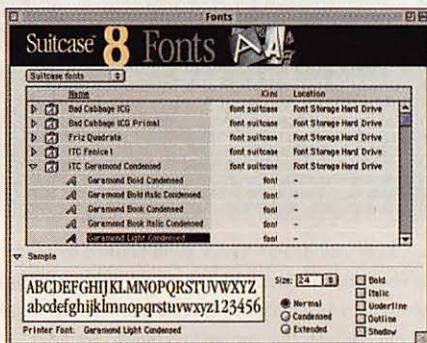 Fonts
Suitcase 8 Fonts
Suitcase fonts
Name Kind Location
Bad Cabbage ICG font suitcase Font Storage Hard Drive
Bad Cabbage ICG Primal font suitcase Font Storage Hard Drive
Friz Quadrata font suitcase Font Storage Hard Drive
ITC Fenice 1 font suitcase Font Storage Hard Drive
ITC Garamond Condensed font suitcase Font Storage Hard Drive
Garamond Bold Condensed font -
Garamond Bold Italic Condensed font -
Garamond Book Condensed font -
Garamond Book Italic Condensed font -
Garamond Light Condensed font -
Sample
ABCDEFGHIJKLMNOPQRSTUVWXYZ
abcdefghijklmnopqrstuvwxyz123456
Printer Font: Garamond Light Condensed
Size: 24
Normal
Condensed
Extended
Bold
Italic
Underline
Outline
Shadow